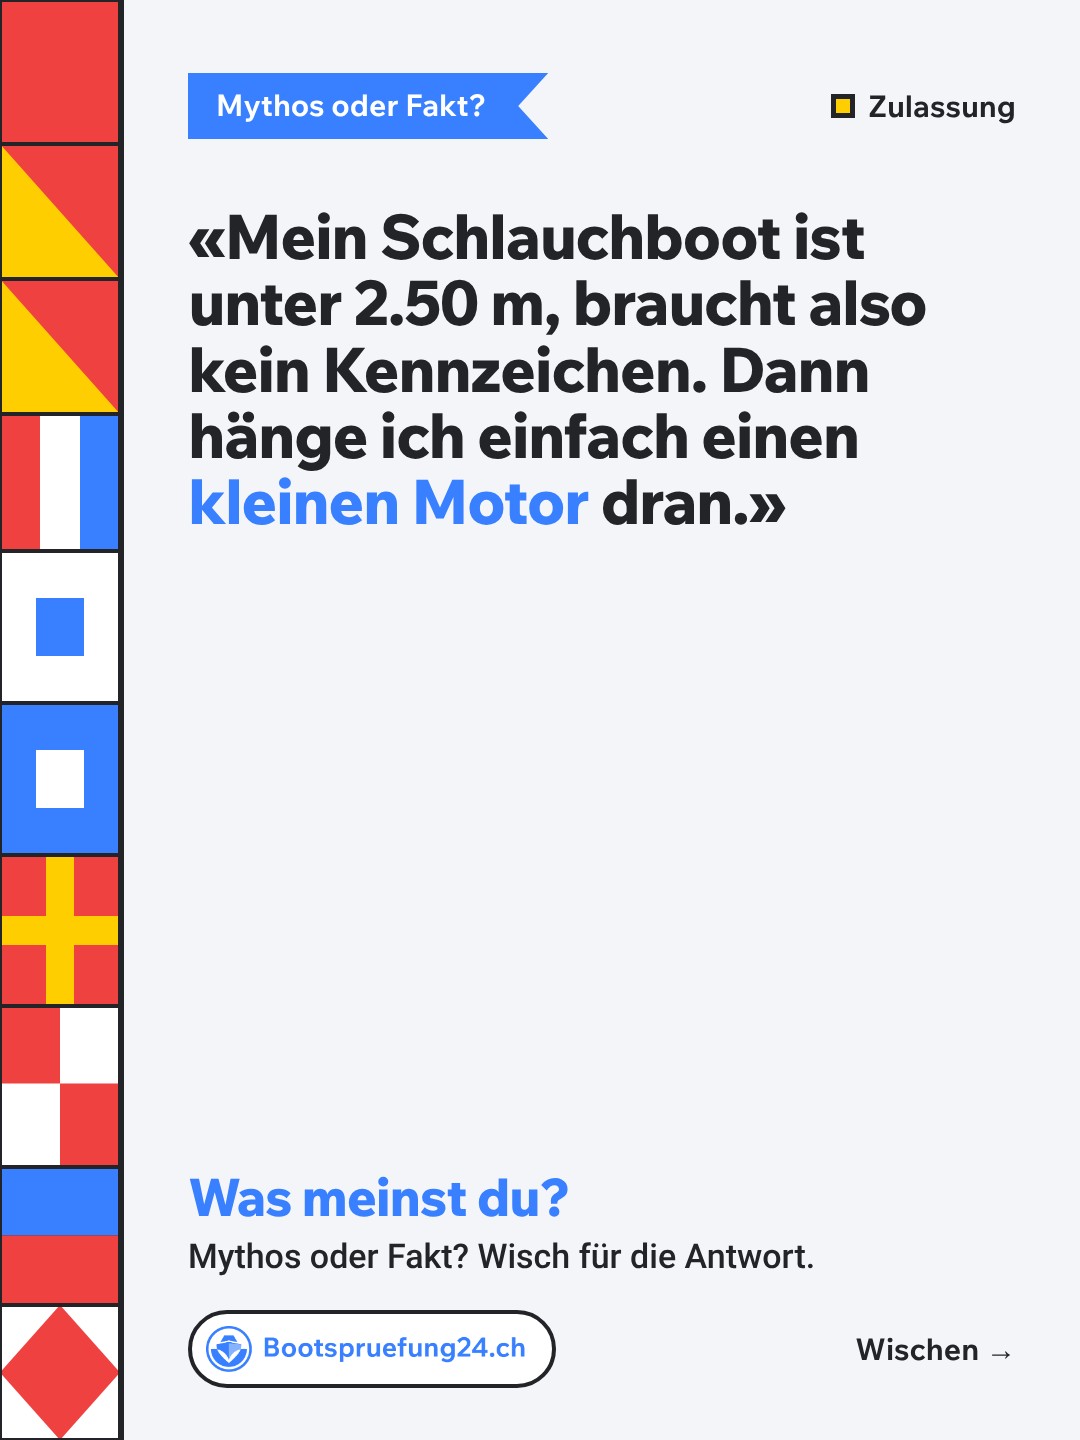 Mythos oder Fakt?
Zulassung
«Mein Schlauchboot ist
unter 2.50 m, braucht also
kein Kennzeichen. Dann
hänge ich einfach einen
kleinen Motor dran.»
Was meinst du?
Mythos oder Fakt? Wisch für die Antwort.
Bootspruefung24.ch
Wischen →